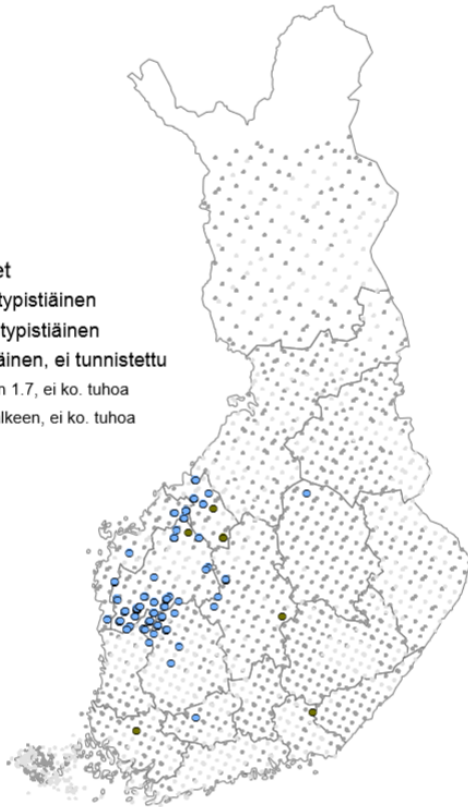 et
typistiäinen
typistiäinen
äinen, ei tunnistettu
n 1.7, ei ko. tuhoa
lkeen, ei ko. tuhoa